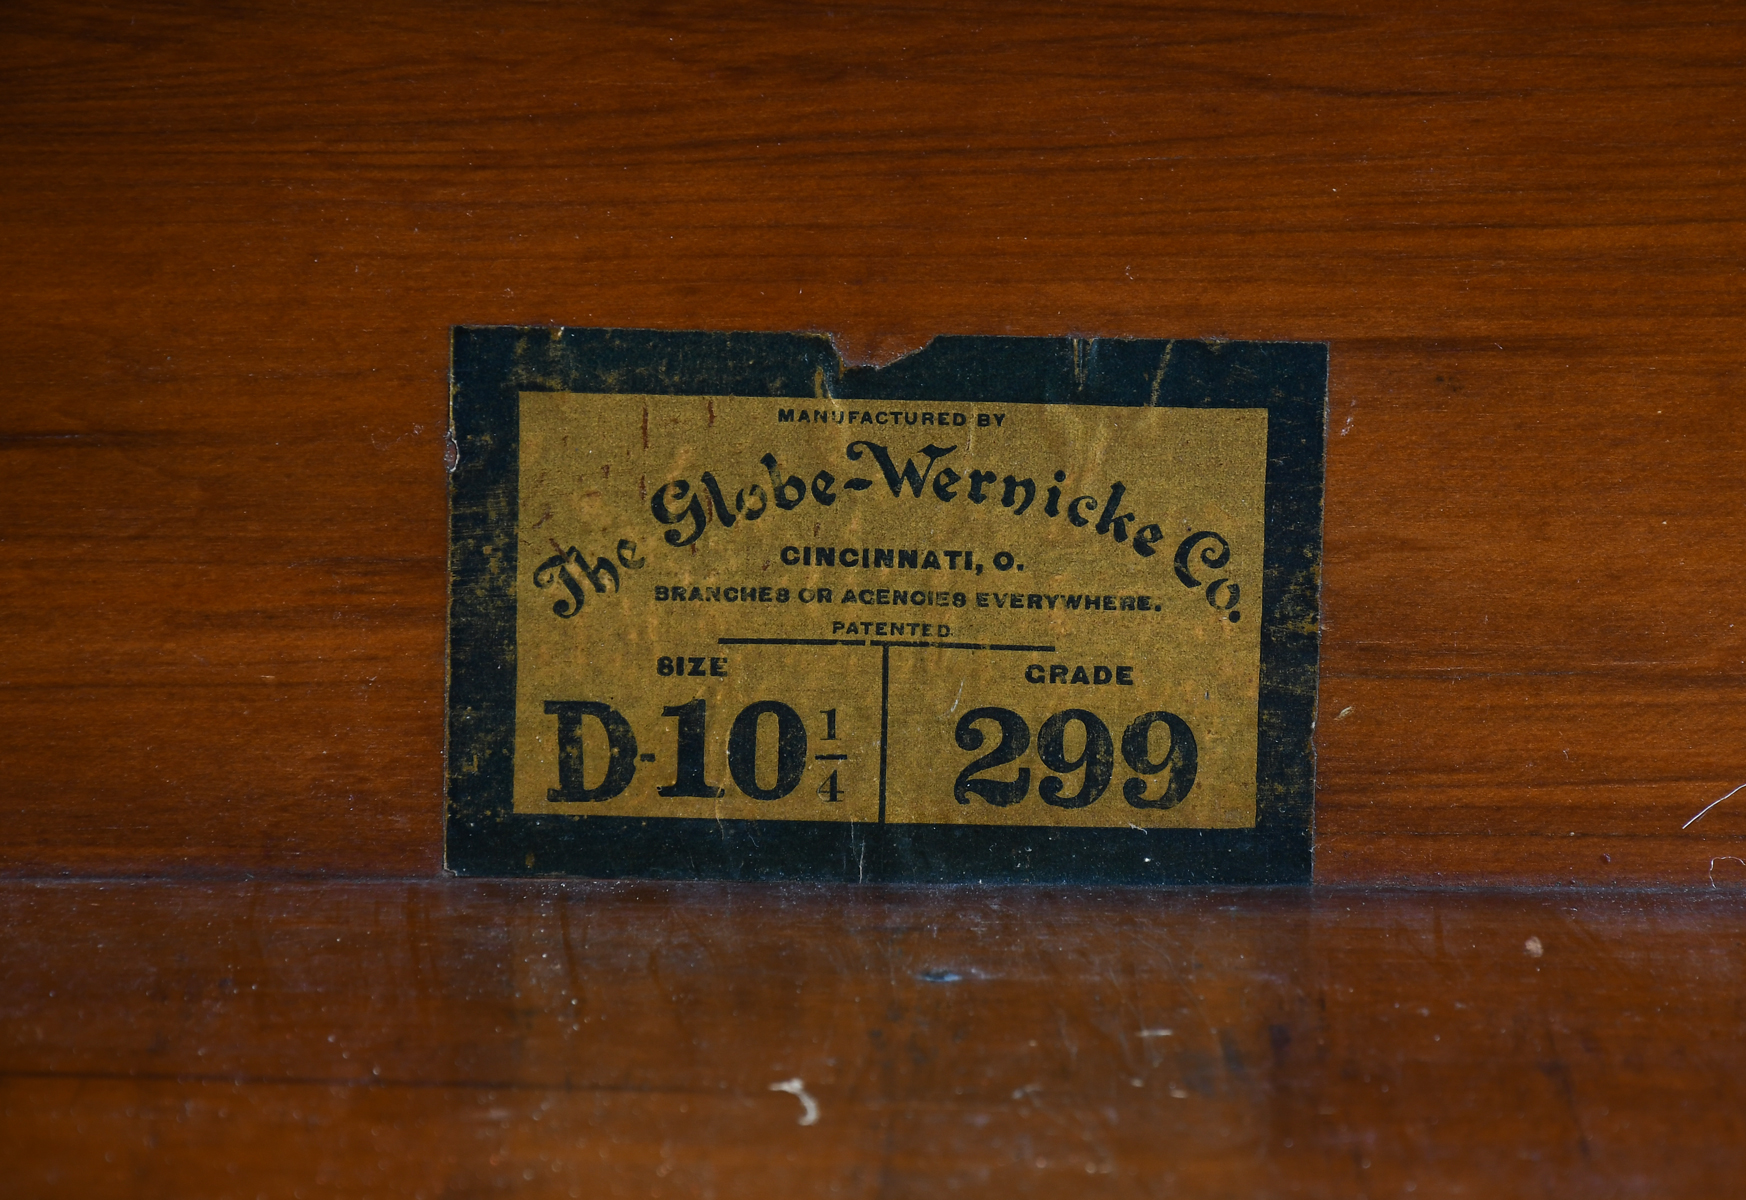 MANUFACTURED BY
The Globe-Wernicke Co.
CINCINNATI, O.
BRANCHES OR AGENCIES EVERYWHERE.
PATENTED
SIZE
D-10 1/4
GRADE
299